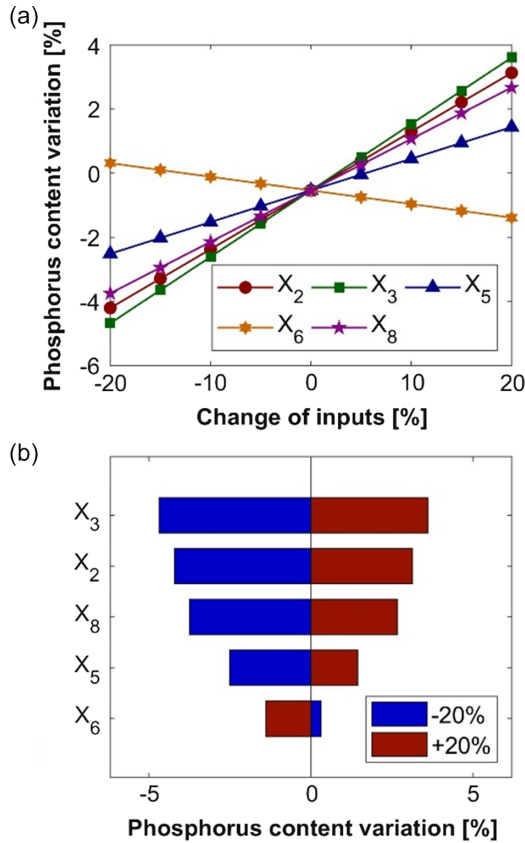 (a)
Phosphorus content variation [%]
4
2
0
-2
-4
-6
X2 X3 X5
X6 X8
-20 -10 0 10 20
Change of inputs [%]
(b)
X3
X2
X8
X5
X6
-20%
+20%
-5 0 5
Phosphorus content variation [%]